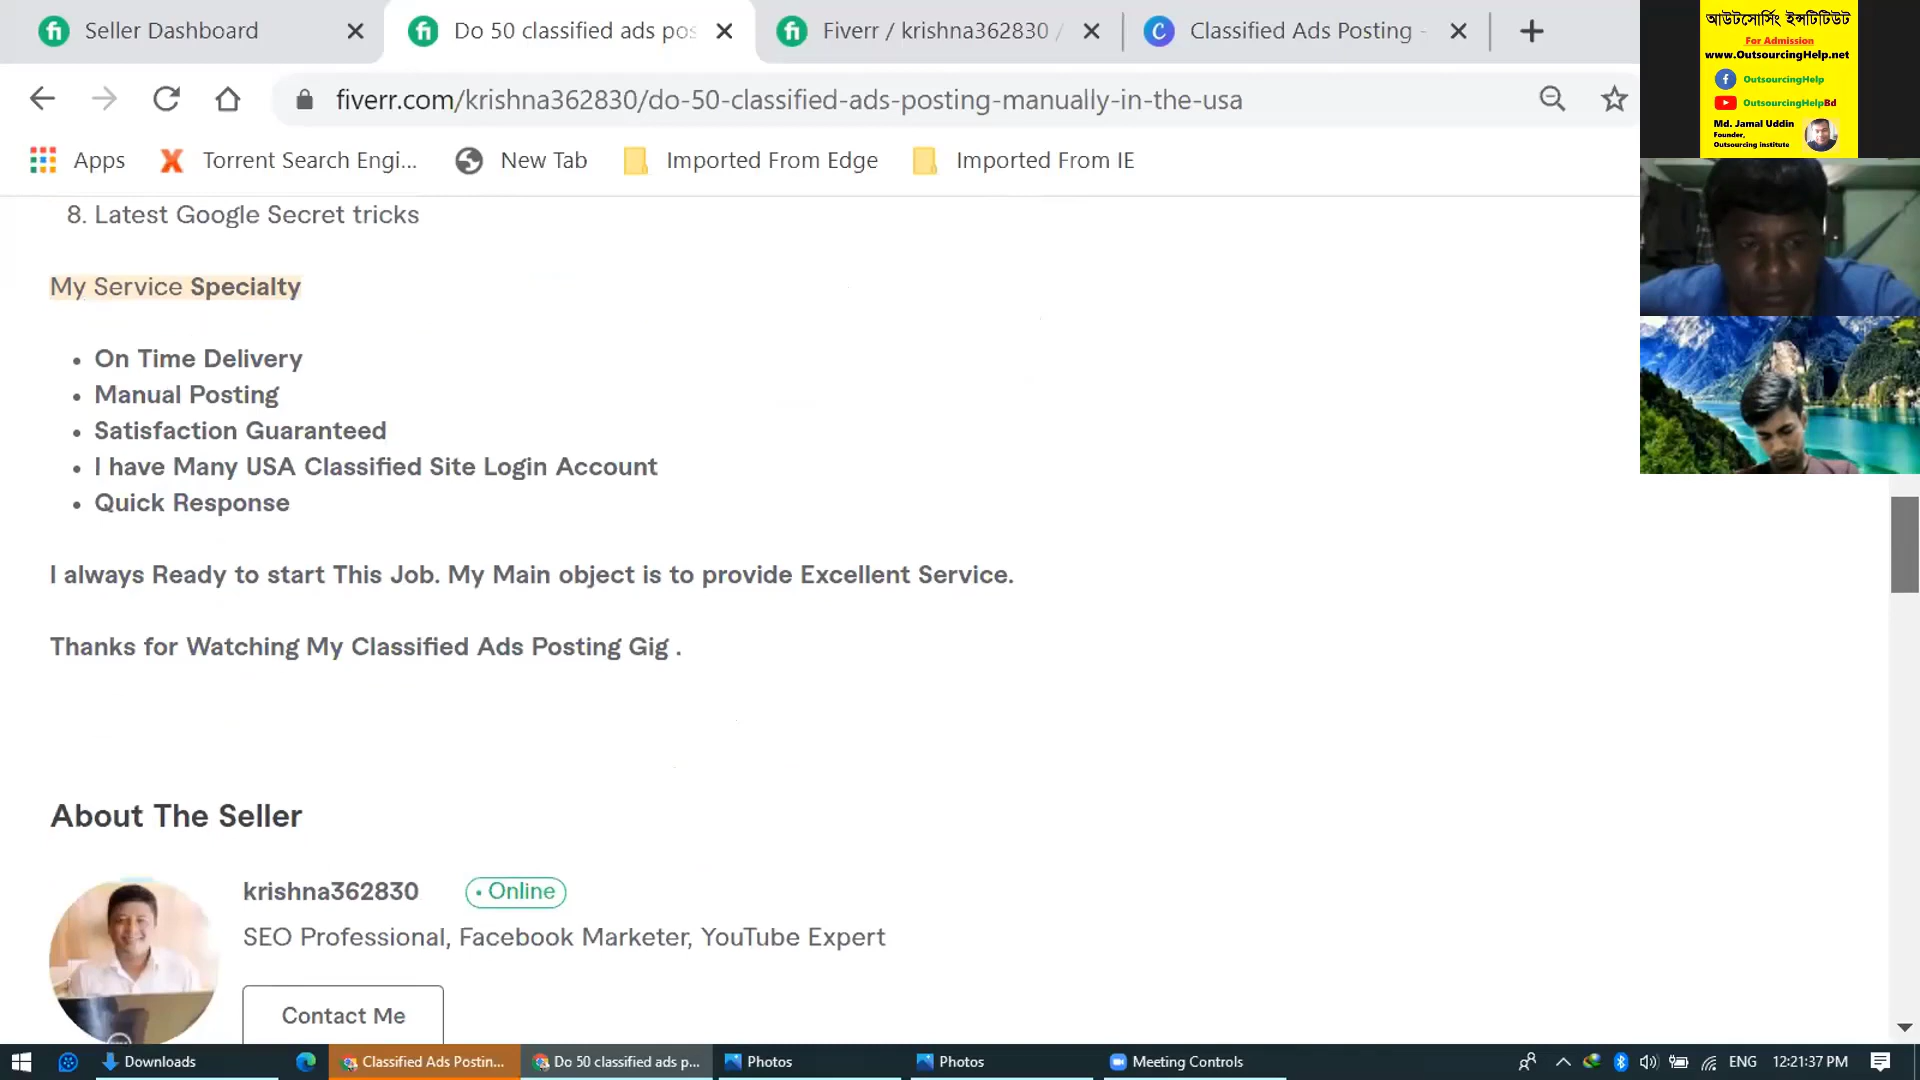 Seller Dashboard
Do 50 classified ads pos
Fiverr / krishna362830 /
Classified Ads Posting -
fiverr.com/krishna362830/do-50-classified-ads-posting-manually-in-the-usa
Apps
Torrent Search Engi...
New Tab
Imported From Edge
Imported From IE
আউটসোর্সিং ইন্সটিটিউট
For Admission
www.OutsourcingHelp.net
OutsourcingHelp
OutsourcingHelpBd
Md. Jamal Uddin
Founder,
Outsourcing institute
8. Latest Google Secret tricks
My Service Specialty
• On Time Delivery
• Manual Posting
• Satisfaction Guaranteed
• I have Many USA Classified Site Login Account
• Quick Response
I always Ready to start This Job. My Main object is to provide Excellent Service.
Thanks for Watching My Classified Ads Posting Gig .
About The Seller
krishna362830
• Online
SEO Professional, Facebook Marketer, YouTube Expert
Contact Me
Downloads
Classified Ads Postin...
Do 50 classified ads p...
Photos
Photos
Meeting Controls
ENG
12:21:37 PM